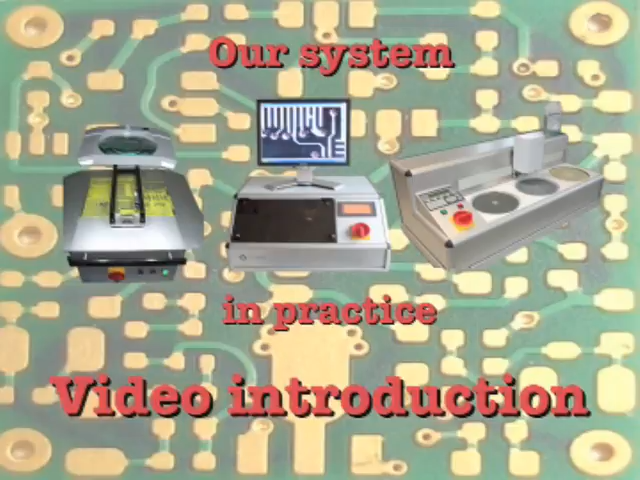 Our system
in practice
Video introduction